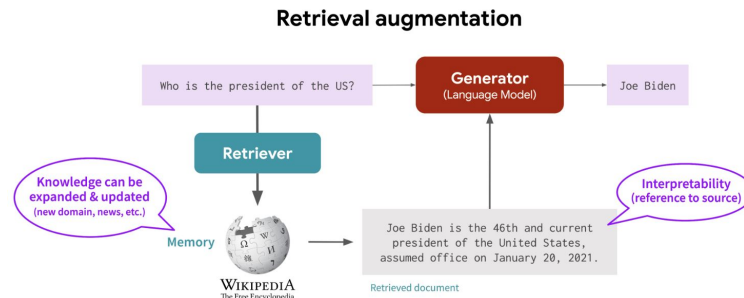 Retrieval augmentation
Who is the president of the US?
Generator
(Language Model)
Joe Biden
Retriever
Knowledge can be
expanded & updated
(new domain, news, etc.)
Memory
Ω
W
И
WIKIPEDIA
The Free Encyclopedia
Joe Biden is the 46th and current
president of the United States,
assumed office on January 20, 2021.
Retrieved document
Interpretability
(reference to source)